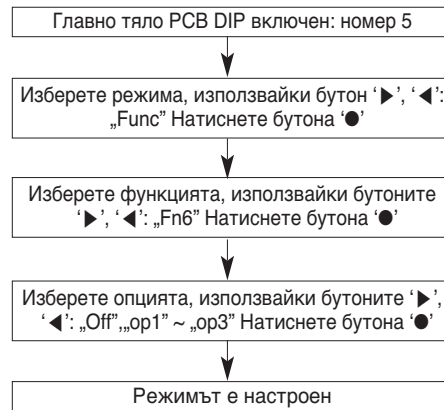 Главно тяло PCB DIP включен: номер 5
Изберете режима, използвайки бутон ‘▶’, ‘◀’:
„Func” Натиснете бутона ‘●’
Изберете функцията, използвайки бутоните
‘▶’, ‘◀’: „Fn6” Натиснете бутона ‘●’
Изберете опцията, използвайки бутоните ‘▶’,
‘◀’: „Off”,„op1” ~ „op3” Натиснете бутона ‘●’
Режимът е настроен